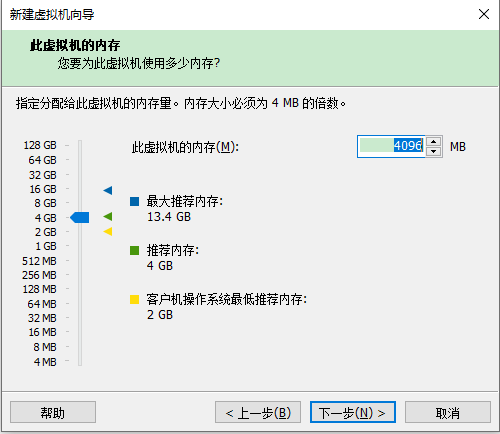 新建虚拟机向导
此虚拟机的内存
您要为此虚拟机使用多少内存?
指定分配给此虚拟机的内存量。内存大小必须为 4 MB 的倍数。
128 GB
64 GB
32 GB
16 GB
8 GB
4 GB
2 GB
1 GB
512 MB
256 MB
128 MB
64 MB
32 MB
16 MB
8 MB
4 MB
此虚拟机的内存(M):
4096 MB
最大推荐内存:
13.4 GB
推荐内存:
4 GB
客户机操作系统最低推荐内存:
2 GB
帮助
< 上一步(B)
下一步(N) >
取消